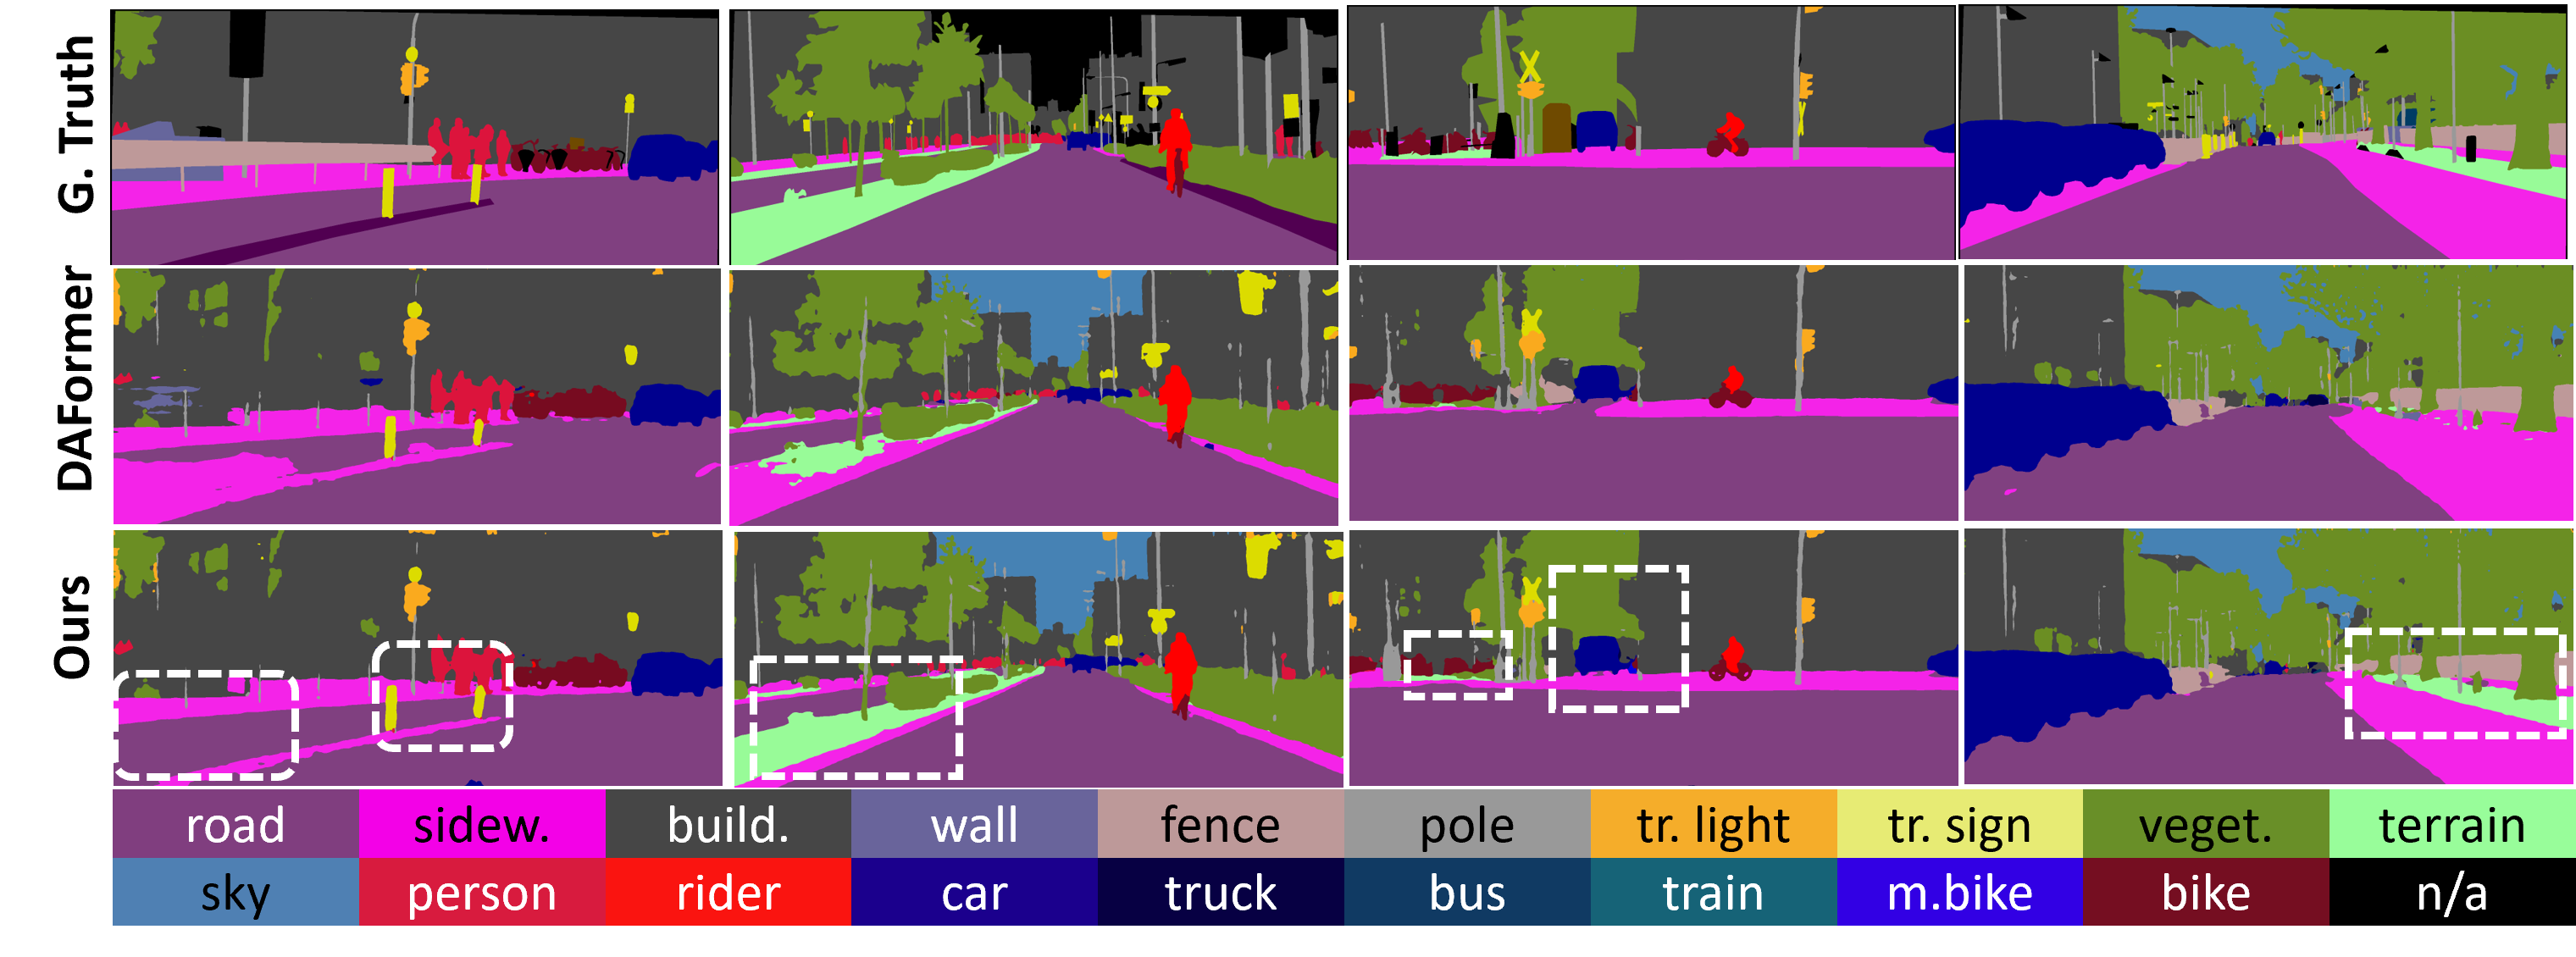 G. Truth
DAFormer
Ours
road sidew. build. wall fence pole tr. light tr. sign veget. terrain
sky person rider car truck bus train m.bike bike n/a